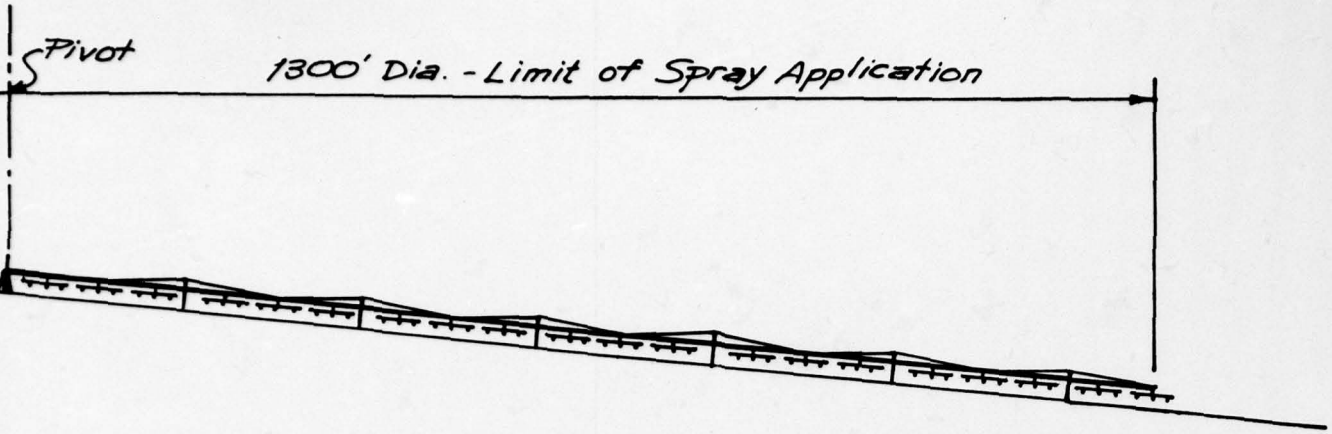 Pivot
1300' Dia. - Limit of Spray Application